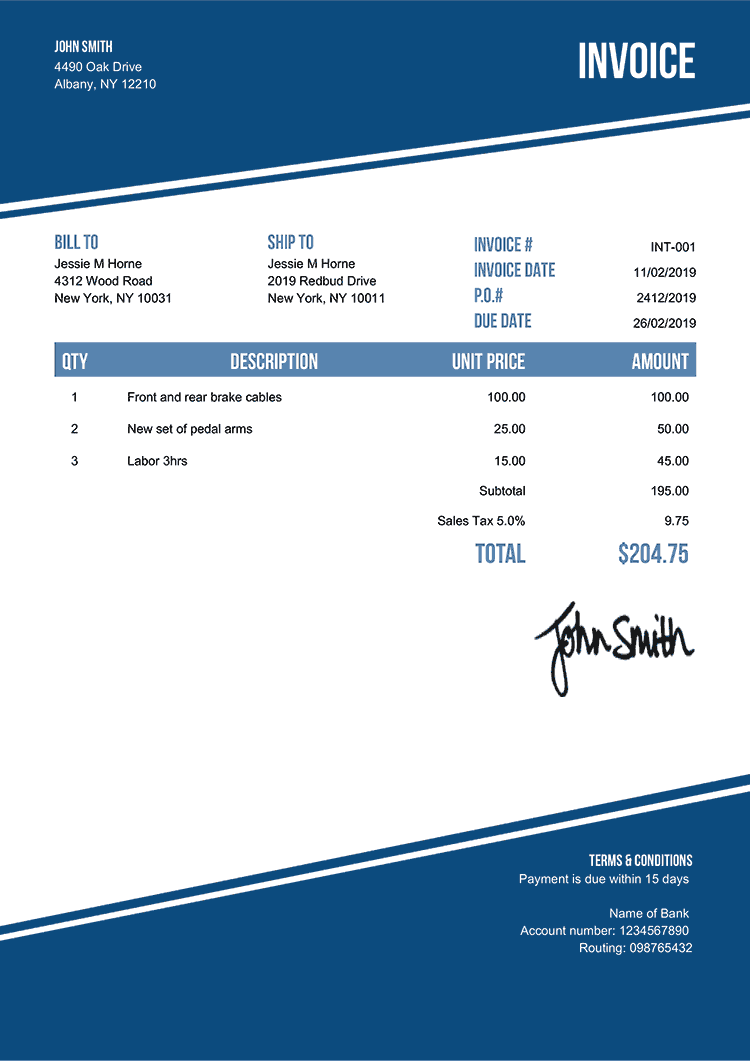 JOHN SMITH
4490 Oak Drive
Albany, NY 12210
INVOICE
BILL TO
Jessie M Horne
4312 Wood Road
New York, NY 10031
SHIP TO
Jessie M Horne
2019 Redbud Drive
New York, NY 10011
INVOICE # INT-001
INVOICE DATE 11/02/2019
P.O.# 2412/2019
DUE DATE 26/02/2019
QTY DESCRIPTION UNIT PRICE AMOUNT
1 Front and rear brake cables 100.00 100.00
2 New set of pedal arms 25.00 50.00
3 Labor 3hrs 15.00 45.00
Subtotal 195.00
Sales Tax 5.0% 9.75
TOTAL $204.75
John Smith
TERMS & CONDITIONS
Payment is due within 15 days
Name of Bank
Account number: 1234567890
Routing: 098765432